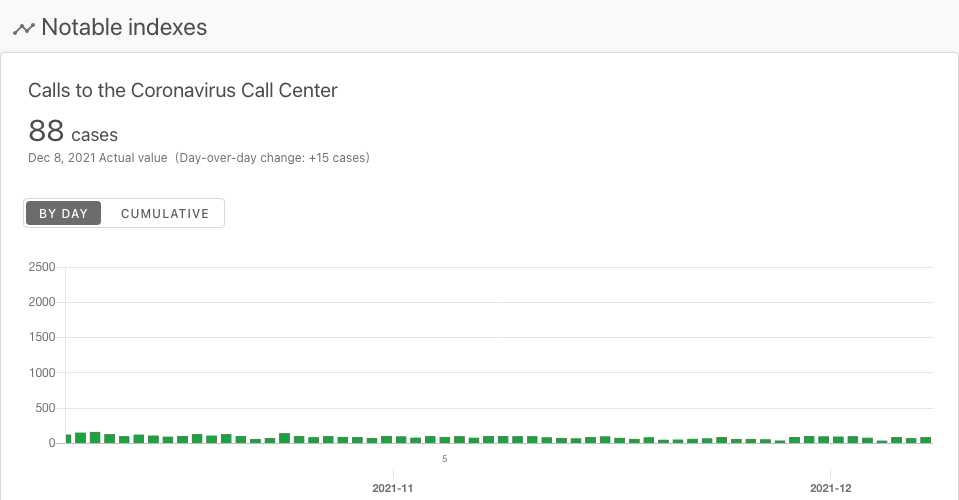 Notable indexes
Calls to the Coronavirus Call Center
88 cases
Dec 8, 2021 Actual value (Day-over-day change: +15 cases)
BY DAY CUMULATIVE
2500
2000
1500
1000
500
0
5
2021-11 2021-12